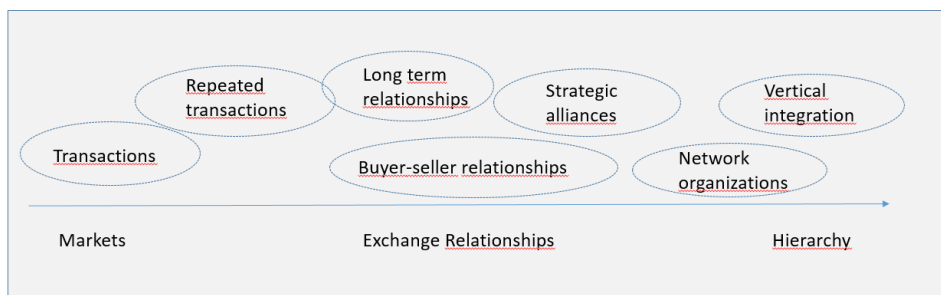 Repeated
transactions
Long term
relationships
Strategic
alliances
Vertical
integration
Transactions
Buyer-seller relationships
Network
organizations
Markets
Exchange Relationships
Hierarchy